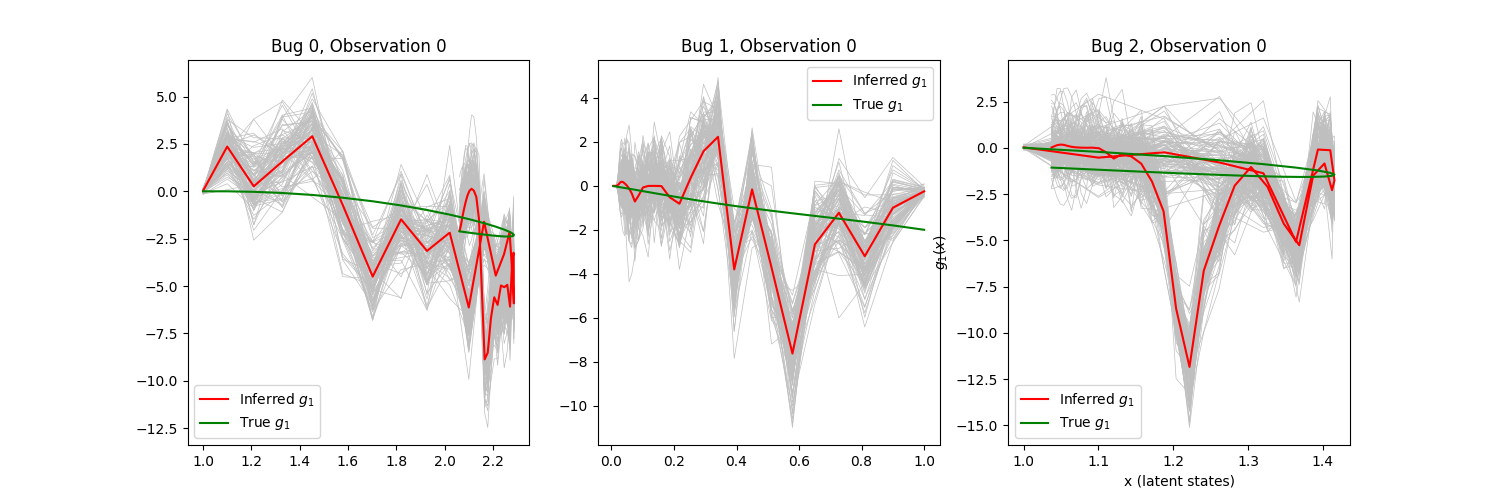 Bug 0, Observation 0
5.0
2.5
0.0
−2.5
−5.0
−7.5
−10.0
−12.5
1.0 1.2 1.4 1.6 1.8 2.0 2.2
Inferred g₁
True g₁
Bug 1, Observation 0
4
2
0
−2
−4
−6
−8
−10
0.0 0.2 0.4 0.6 0.8 1.0
Inferred g₁
True g₁
Bug 2, Observation 0
g₁(x)
2.5
0.0
−2.5
−5.0
−7.5
−10.0
−12.5
−15.0
1.0 1.1 1.2 1.3 1.4
x (latent states)
Inferred g₁
True g₁